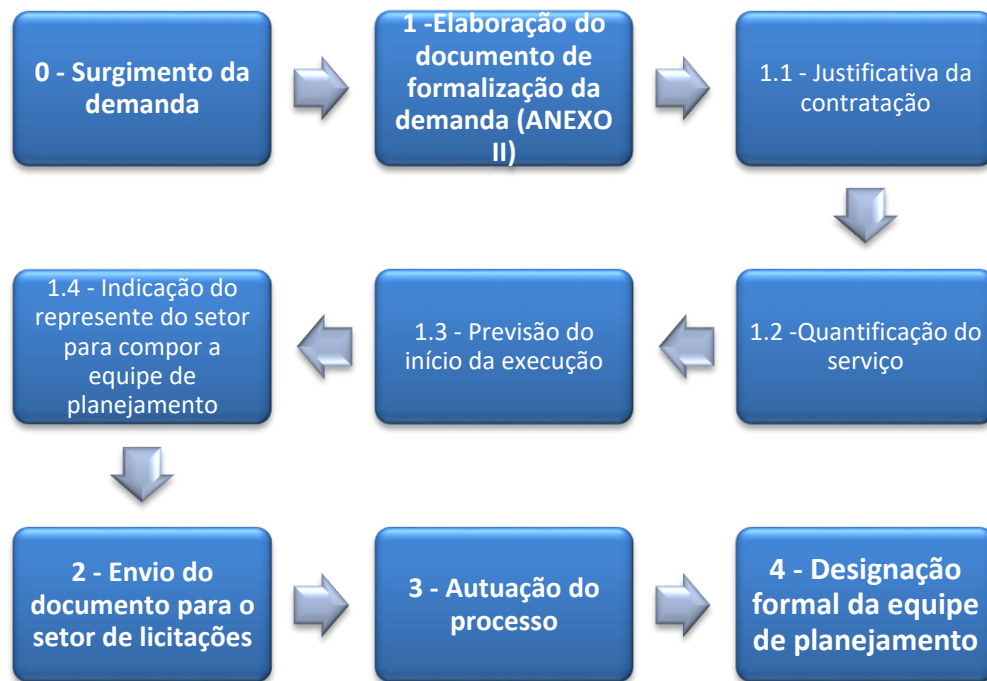 0 - Surgimento da
demanda
1 -Elaboração do
documento de
formalização da
demanda (ANEXO
II)
1.1 - Justificativa da
contratação
1.2 -Quantificação do
serviço
1.3 - Previsão do
início da execução
1.4 - Indicação do
represente do setor
para compor a
equipe de
planejamento
2 - Envio do
documento para o
setor de licitações
3 - Autuação do
processo
4 - Designação
formal da equipe
de planejamento